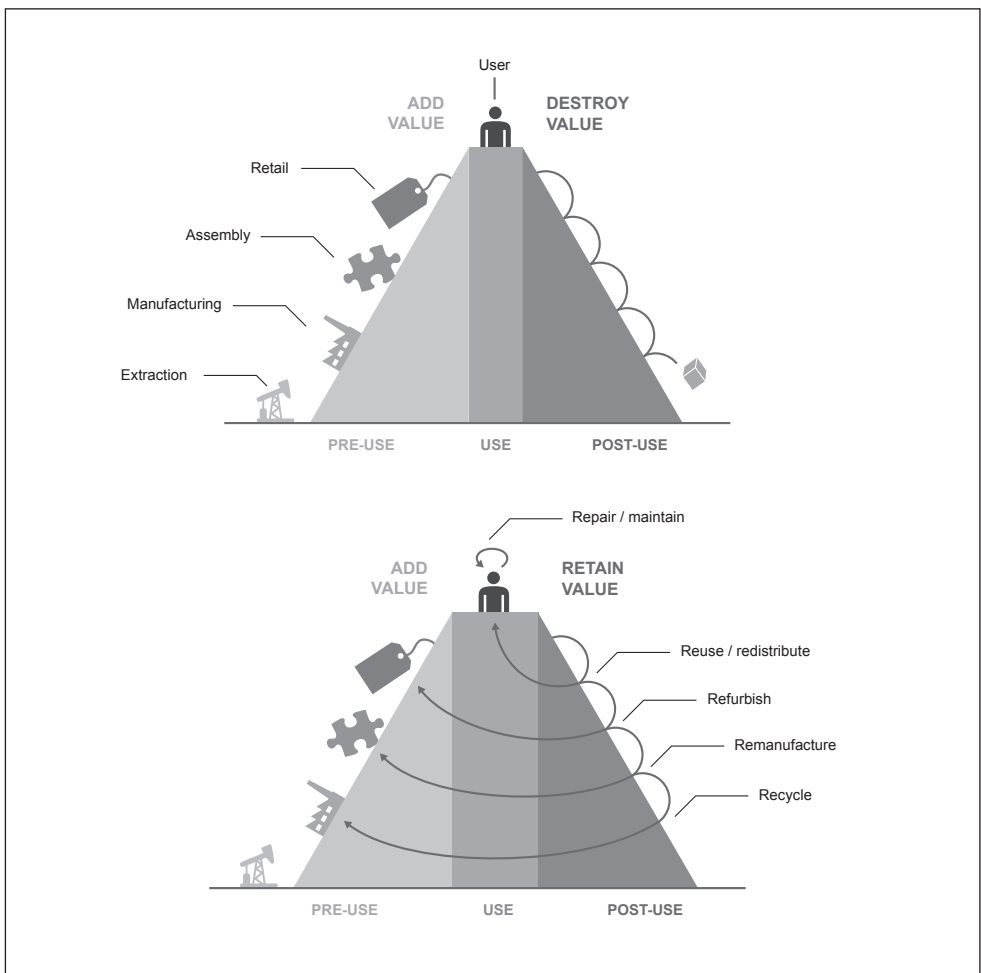 User
ADD
VALUE
DESTROY
VALUE
Retail
Assembly
Manufacturing
Extraction
PRE-USE
USE
POST-USE
Repair / maintain
ADD
VALUE
RETAIN
VALUE
Reuse / redistribute
Refurbish
Remanufacture
Recycle
PRE-USE
USE
POST-USE